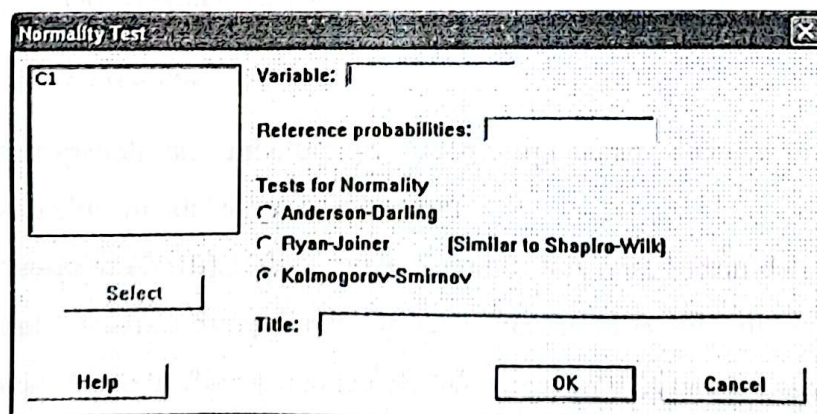 Normality Test
C1
Variable:
Reference probabilities:
Tests for Normality
Anderson-Darling
Ryan-Joiner (Similar to Shapiro-Wilk)
Kolmogorov-Smirnov
Select
Title:
Help
OK
Cancel